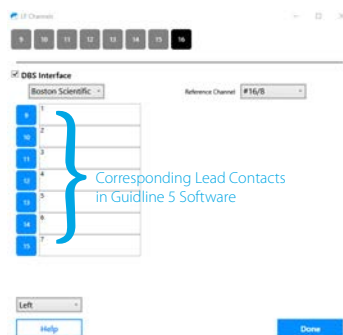 LF Channels
9 10 11 12 13 14 15 16
DBS Interface
Boston Scientific Reference Channel #16/8
9 1
10 2
11 3
12 4
13 5
14 6
15 7
Corresponding Lead Contacts
in Guidline 5 Software
Left
Help Done